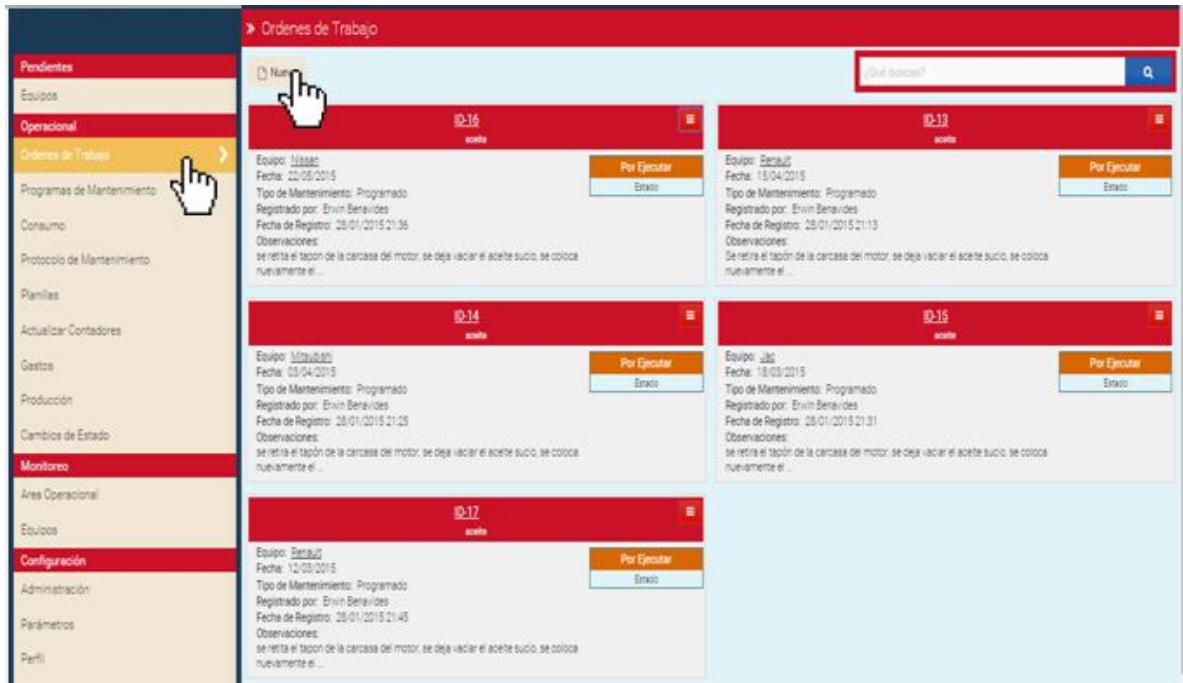 » Ordenes de Trabajo
Pendientes
Equipos
Operacional
Ordenes de Trabajo
Programas de Mantenimiento
Consumo
Protocolo de Mantenimiento
Planillas
Actualizar Contadores
Gastos
Producción
Cambios de Estado
Monitoreo
Area Operacional
Equipos
Configuración
Administración
Parámetros
Perfil
¿Qué buscas?
ID-16
aceite
Equipo: Nissan
Fecha: 22/05/2015
Tipo de Mantenimiento: Programado
Registrado por: Erwin Benavides
Fecha de Registro: 28/01/2015 21:36
Observaciones:
se retira el tapon de la carcasa del motor, se deja vaciar el aceite sucio, se coloca
nuevamente el ...
Por Ejecutar
Estado
ID-13
aceite
Equipo: Renault
Fecha: 15/04/2015
Tipo de Mantenimiento: Programado
Registrado por: Erwin Benavides
Fecha de Registro: 28/01/2015 21:13
Observaciones:
Se retira el tapón de la carcasa del motor, se deja vaciar el aceite sucio, se coloca
nuevamente el ...
Por Ejecutar
Estado
ID-14
aceite
Equipo: Mitsubishi
Fecha: 03/04/2015
Tipo de Mantenimiento: Programado
Registrado por: Erwin Benavides
Fecha de Registro: 28/01/2015 21:25
Observaciones:
se retira el tapón de la carcasa del motor, se deja vaciar el aceite sucio, se coloca
nuevamente el ...
Por Ejecutar
Estado
ID-15
aceite
Equipo: Jac
Fecha: 18/03/2015
Tipo de Mantenimiento: Programado
Registrado por: Erwin Benavides
Fecha de Registro: 28/01/2015 21:31
Observaciones:
se retira el tapón de la carcasa del motor, se deja vaciar el aceite sucio, se coloca
nuevamente el ...
Por Ejecutar
Estado
ID-17
aceite
Equipo: Renault
Fecha: 12/03/2015
Tipo de Mantenimiento: Programado
Registrado por: Erwin Benavides
Fecha de Registro: 28/01/2015 21:45
Observaciones:
se retira el tapon de la carcasa del motor, se deja vaciar el aceite sucio, se coloca
nuevamente el ...
Por Ejecutar
Estado